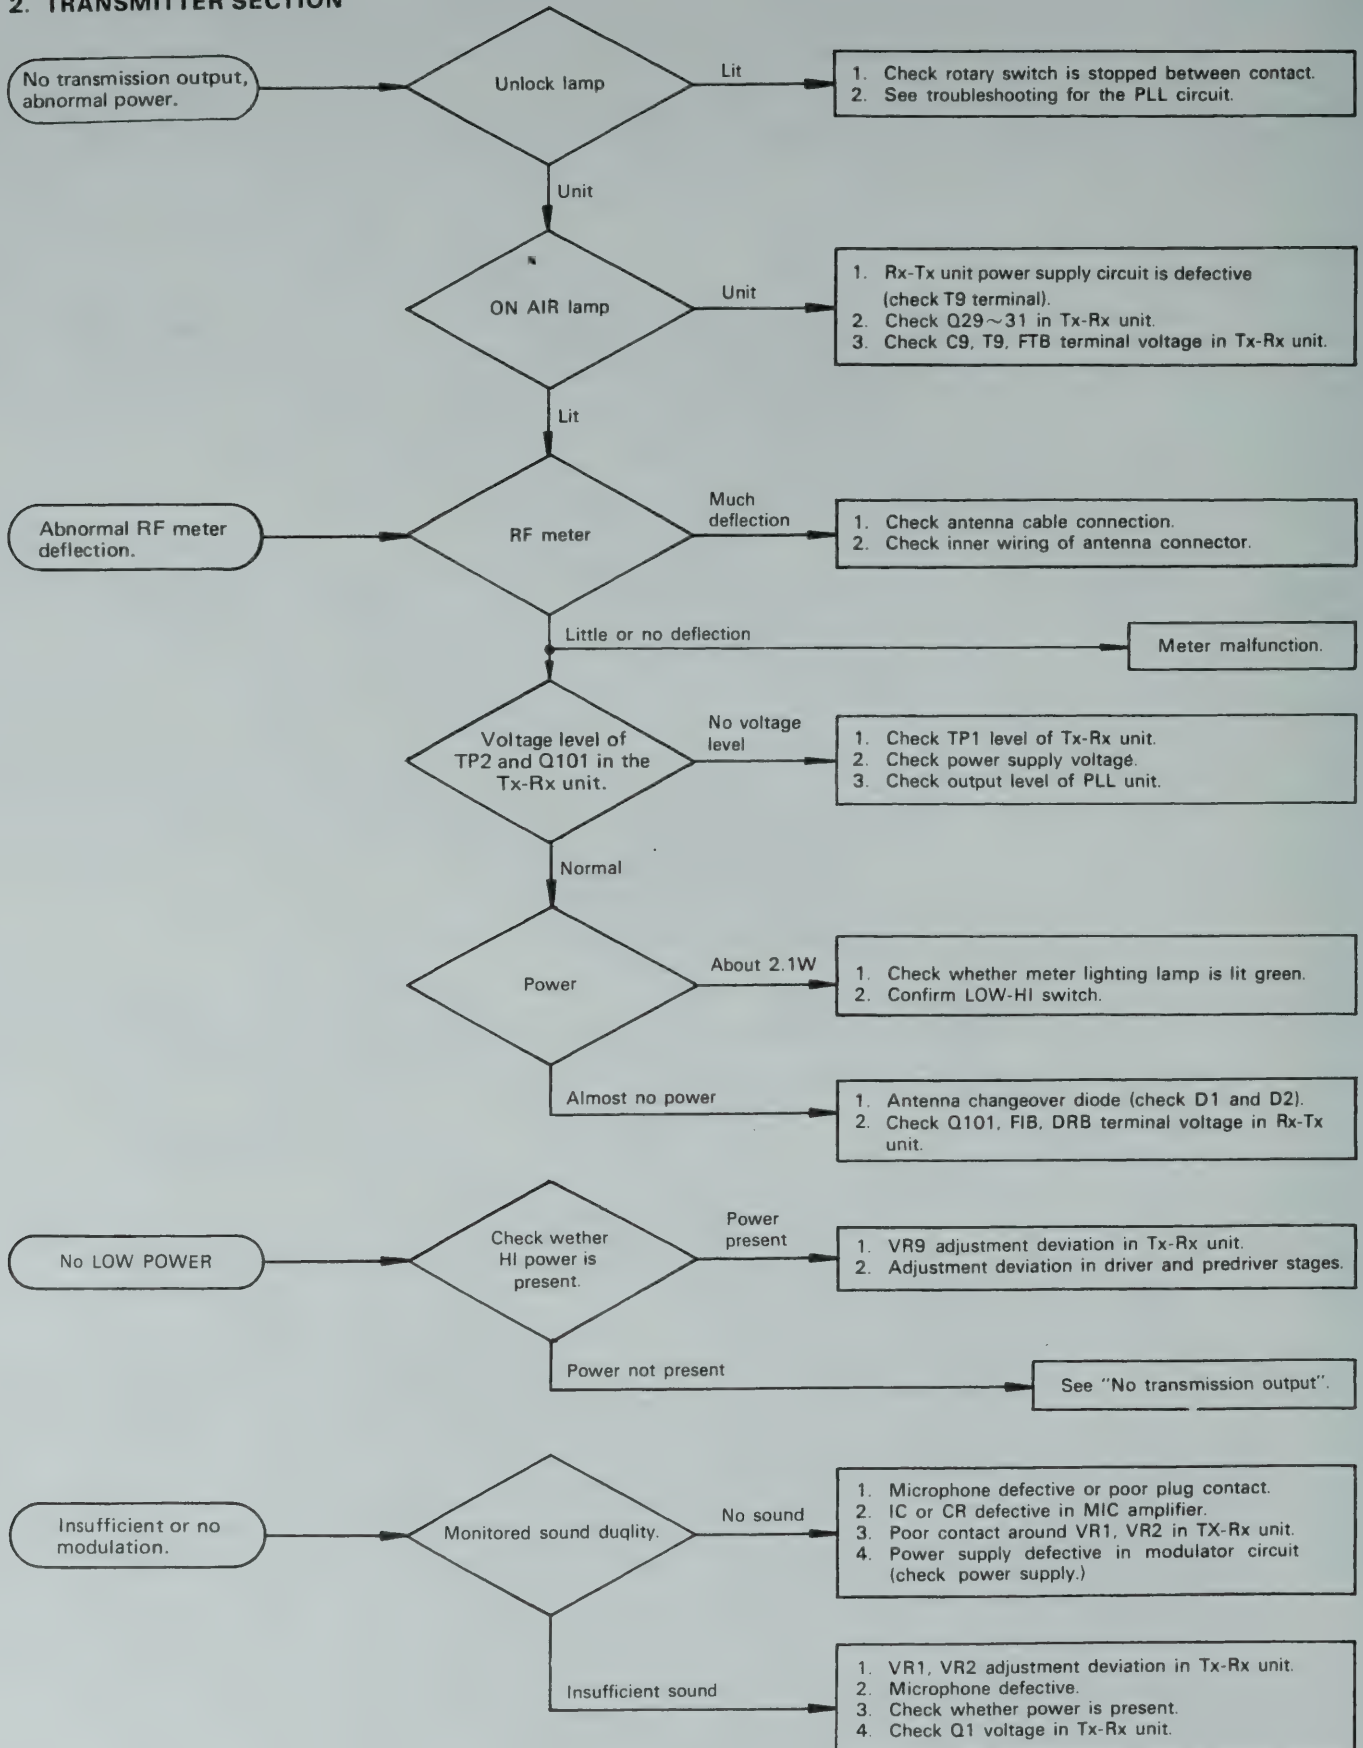 2. TRANSMITTER SECTION
No transmission output,
abnormal power.
Unlock lamp
Lit
1. Check rotary switch is stopped between contact.
2. See troubleshooting for the PLL circuit.
Unit
ON AIR lamp
Unit
1. Rx-Tx unit power supply circuit is defective
(check T9 terminal).
2. Check Q29~31 in Tx-Rx unit.
3. Check C9, T9, FTB terminal voltage in Tx-Rx unit.
Lit
Abnormal RF meter
deflection.
RF meter
Much
deflection
1. Check antenna cable connection.
2. Check inner wiring of antenna connector.
Little or no deflection
Meter malfunction.
Voltage level of
TP2 and Q101 in the
Tx-Rx unit.
No voltage
level
1. Check TP1 level of Tx-Rx unit.
2. Check power supply voltage.
3. Check output level of PLL unit.
Normal
Power
About 2.1W
1. Check whether meter lighting lamp is lit green.
2. Confirm LOW-HI switch.
Almost no power
1. Antenna changeover diode (check D1 and D2).
2. Check Q101, FIB, DRB terminal voltage in Rx-Tx
unit.
No LOW POWER
Check wether
HI power is
present.
Power
present
1. VR9 adjustment deviation in Tx-Rx unit.
2. Adjustment deviation in driver and predriver stages.
Power not present
See "No transmission output".
Insufficient or no
modulation.
Monitored sound duqlity.
No sound
1. Microphone defective or poor plug contact.
2. IC or CR defective in MIC amplifier.
3. Poor contact around VR1, VR2 in TX-Rx unit.
4. Power supply defective in modulator circuit
(check power supply.)
Insufficient sound
1. VR1, VR2 adjustment deviation in Tx-Rx unit.
2. Microphone defective.
3. Check whether power is present.
4. Check Q1 voltage in Tx-Rx unit.